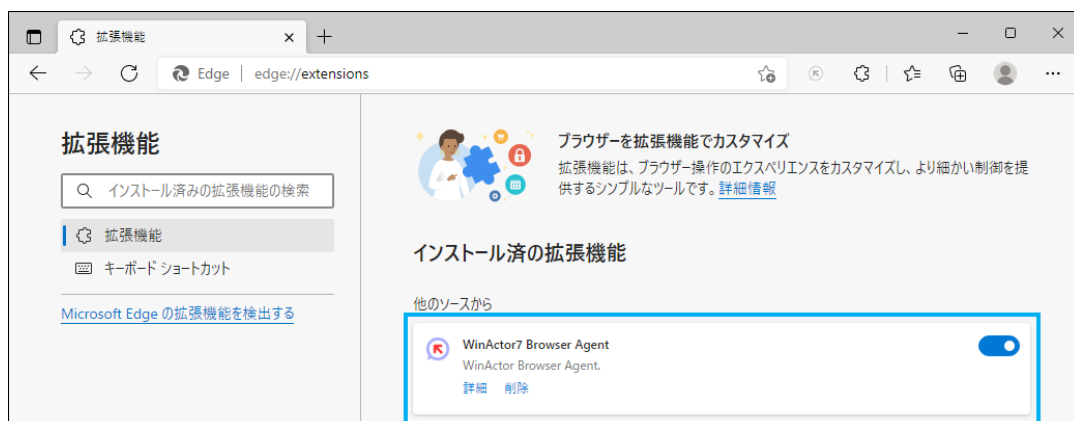 拡張機能
Edge edge://extensions
拡張機能
インストール済みの拡張機能の検索
拡張機能
キーボード ショートカット
Microsoft Edge の拡張機能を検出する
ブラウザーを拡張機能でカスタマイズ
拡張機能は、ブラウザー操作のエクスペリエンスをカスタマイズし、より細かい制御を提
供するシンプルなツールです。詳細情報
インストール済の拡張機能
他のソースから
WinActor7 Browser Agent
WinActor Browser Agent.
詳細 削除